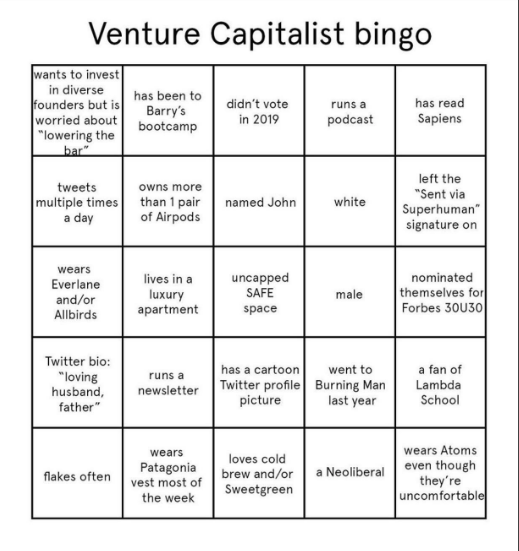 Venture Capitalist bingo
wants to invest
in diverse
founders but is
worried about
“lowering the
bar”
has been to
Barry’s
bootcamp
didn’t vote
in 2019
runs a
podcast
has read
Sapiens
tweets
multiple times
a day
owns more
than 1 pair
of Airpods
named John
white
left the
“Sent via
Superhuman”
signature on
wears
Everlane
and/or
Allbirds
lives in a
luxury
apartment
uncapped
SAFE
space
male
nominated
themselves for
Forbes 30U30
Twitter bio:
“loving
husband,
father”
runs a
newsletter
has a cartoon
Twitter profile
picture
went to
Burning Man
last year
a fan of
Lambda
School
flakes often
wears
Patagonia
vest most of
the week
loves cold
brew and/or
Sweetgreen
a Neoliberal
wears Atoms
even though
they’re
uncomfortable